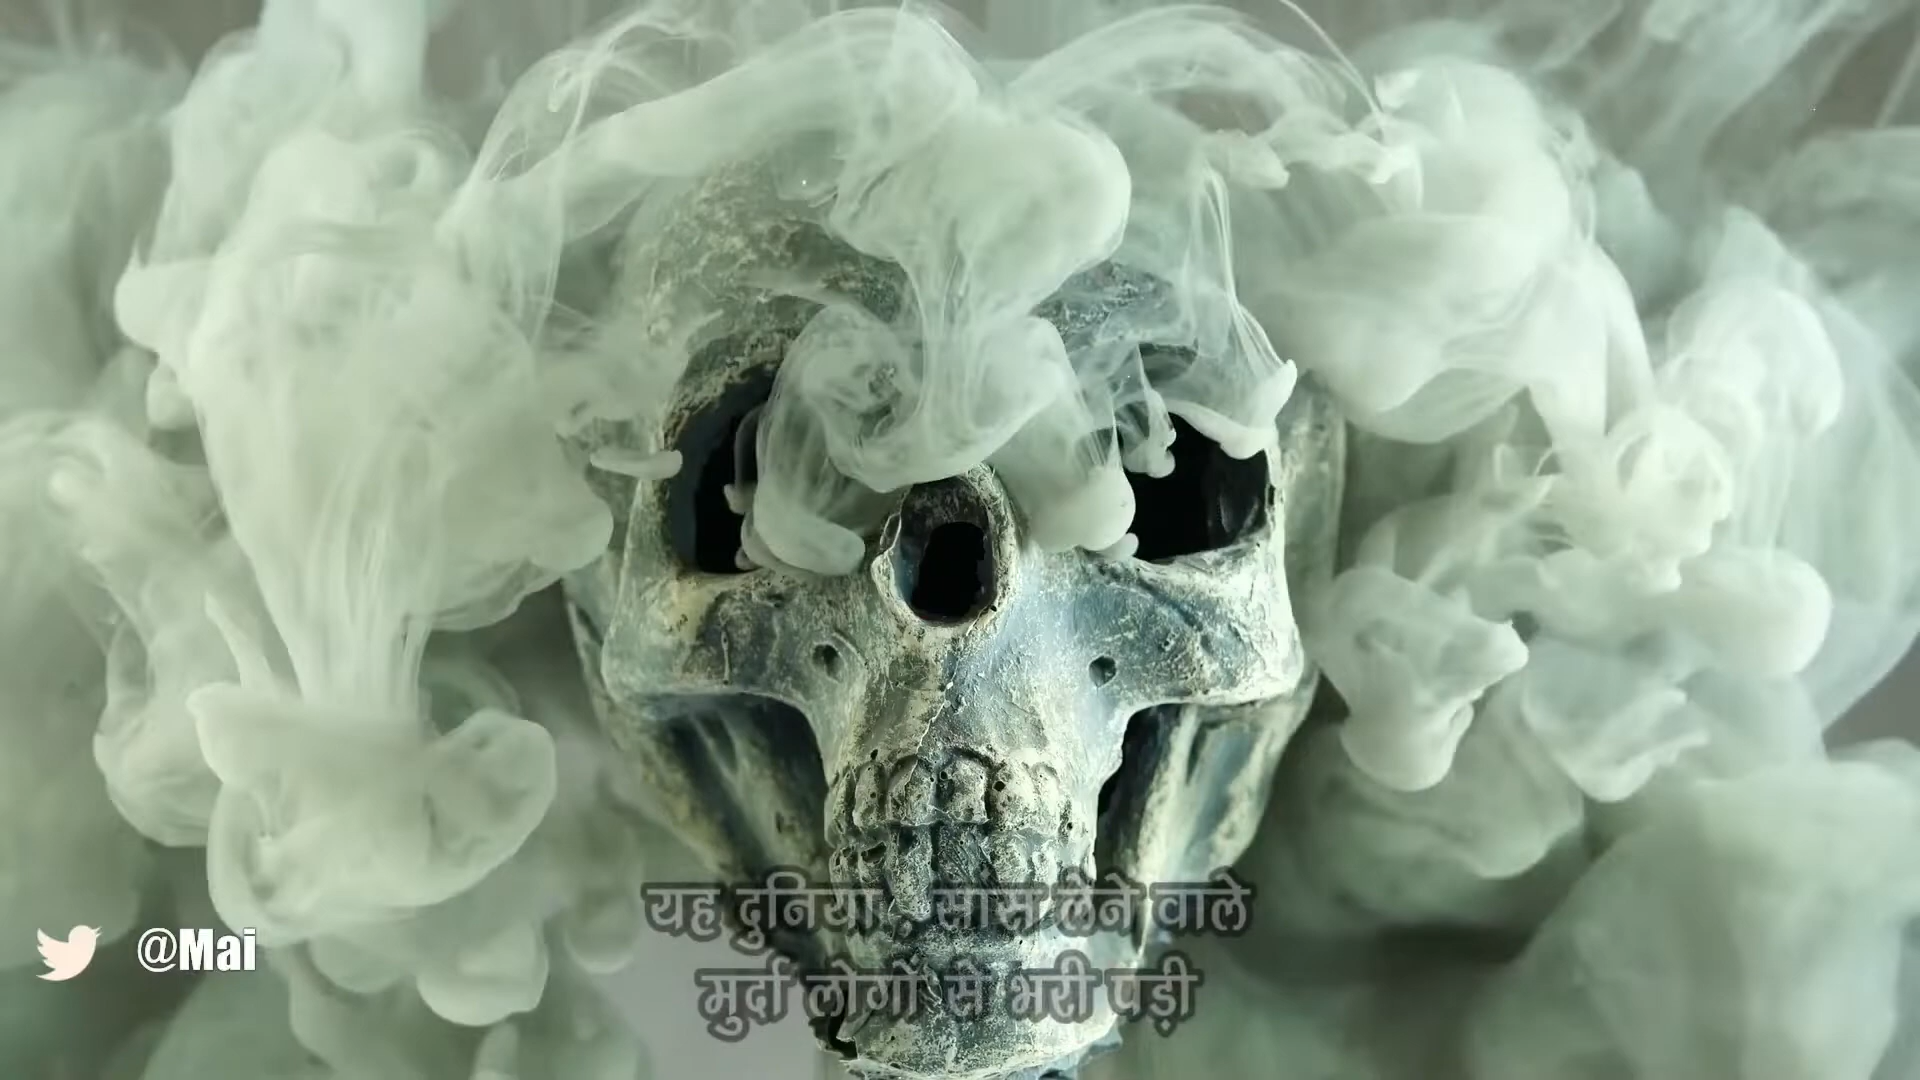 यह दुनिया, सांस लेने वाले
मुर्दा लोगों से भरी पड़ी
@Mai